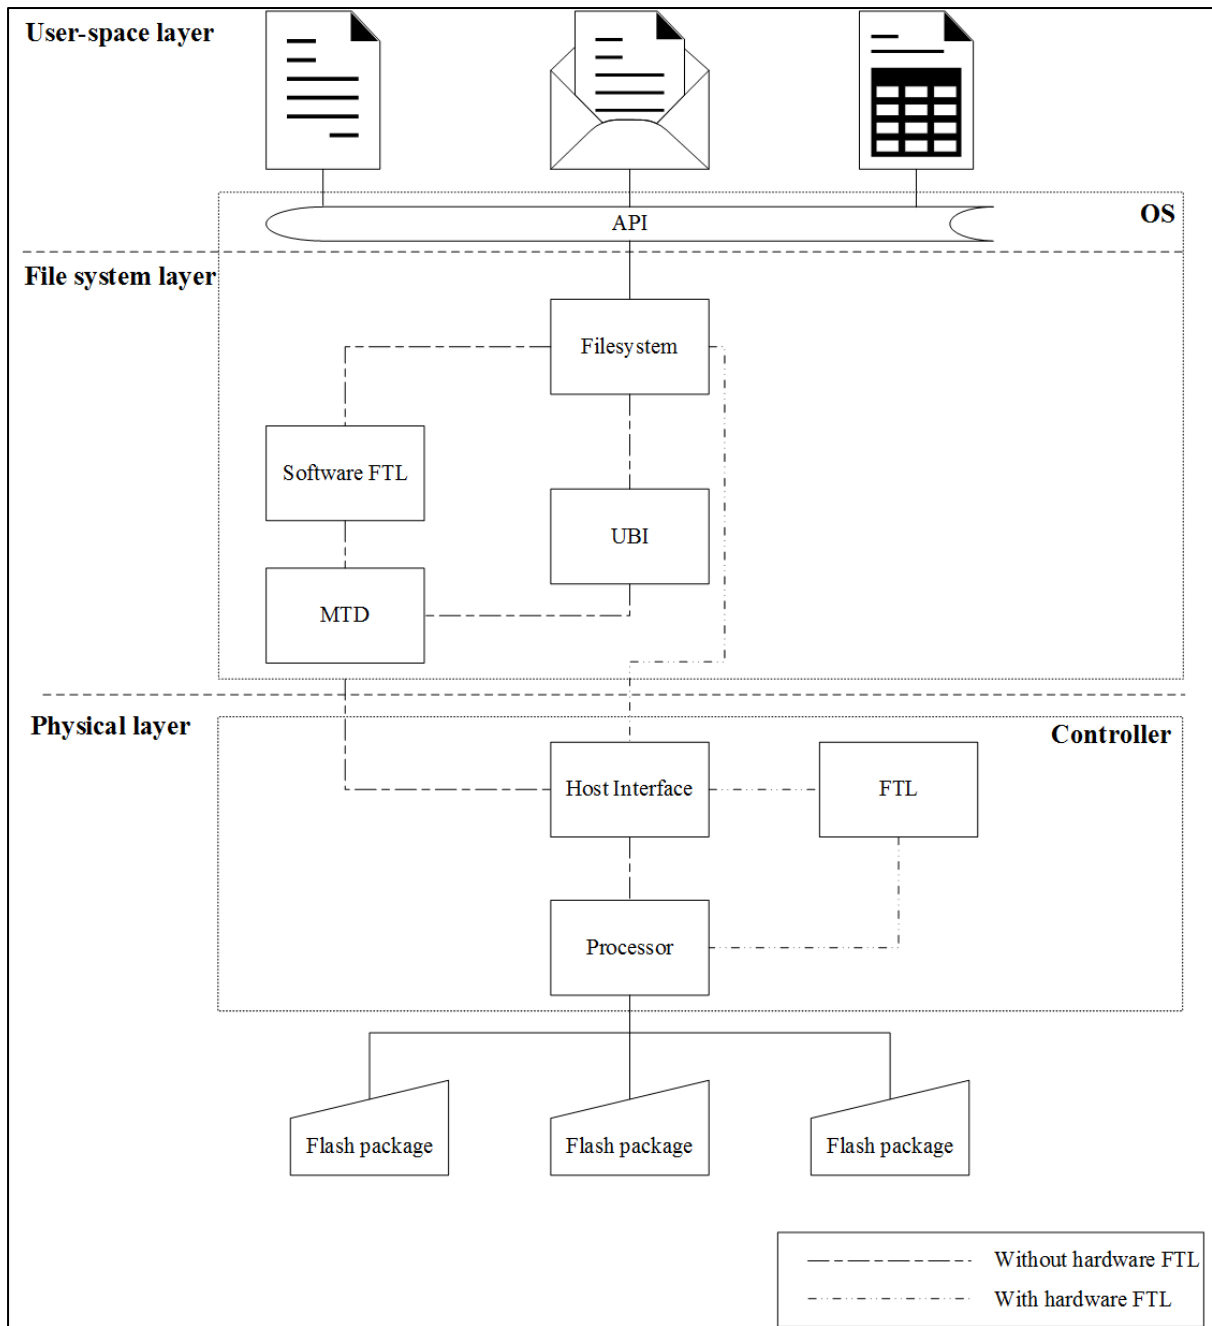 User-space layer
API
OS
File system layer
Filesystem
Software FTL
UBI
MTD
Physical layer
Controller
Host Interface
FTL
Processor
Flash package
Flash package
Flash package
Without hardware FTL
With hardware FTL